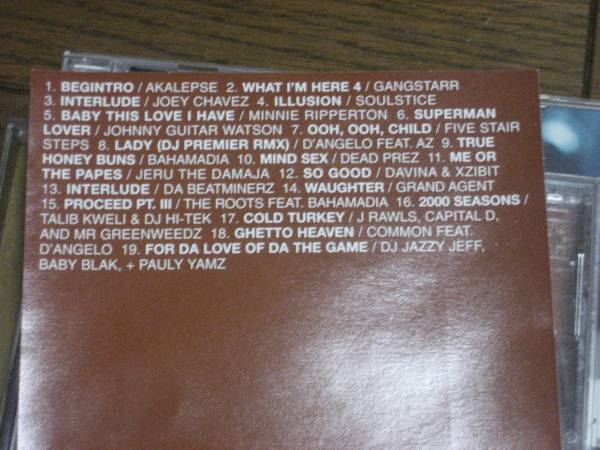 1. BEGINTRO / AKALEPSE 2. WHAT I'M HERE 4 / GANGSTARR
3. INTERLUDE / JOEY CHAVEZ 4. ILLUSION / SOULSTICE
5. BABY THIS LOVE I HAVE / MINNIE RIPPERTON 6. SUPERMAN
LOVER / JOHNNY GUITAR WATSON 7. OOH, OOH, CHILD / FIVE STAIR
STEPS 8. LADY (DJ PREMIER RMX) / D'ANGELO FEAT. AZ 9. TRUE
HONEY BUNS / BAHAMADIA 10. MIND SEX / DEAD PREZ 11. ME OR
THE PAPES / JERU THE DAMAJA 12. SO GOOD / DAVINA & XZIBIT
13. INTERLUDE / DA BEATMINERZ 14. WAUGHTER / GRAND AGENT
15. PROCEED PT. III / THE ROOTS FEAT. BAHAMADIA 16. 2000 SEASONS /
TALIB KWELI & DJ HI-TEK 17. COLD TURKEY / J RAWLS, CAPITAL D,
AND MR GREENWEEDZ 18. GHETTO HEAVEN / COMMON FEAT.
D'ANGELO 19. FOR DA LOVE OF DA THE GAME / DJ JAZZY JEFF,
BABY BLAK, + PAULY YAMZ